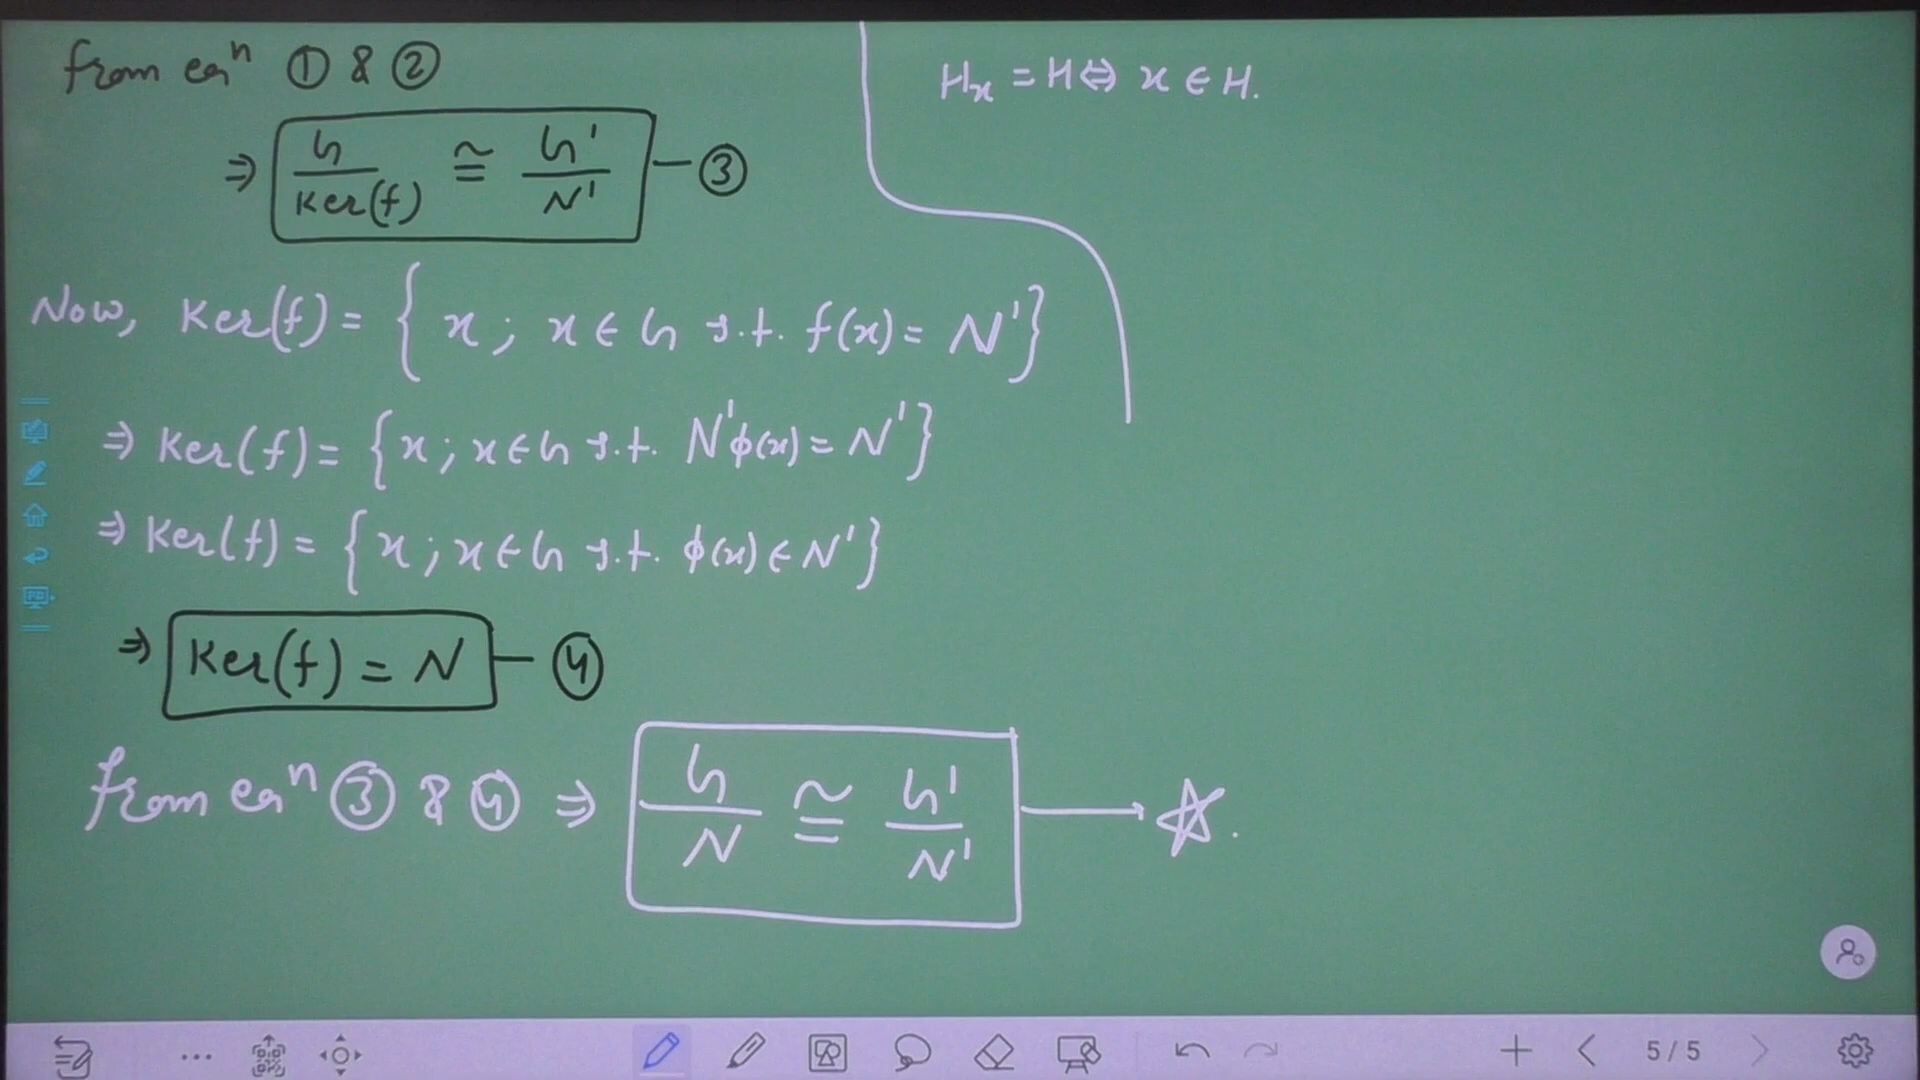 from eqⁿ ① & ②
⇒ G/Ker(f) ≅ G'/N' — ③
Now, Ker(f) = { x ; x ∈ G s.t. f(x) = N' }
⇒ Ker(f) = { x ; x ∈ G s.t. N'ϕ(x) = N' }
⇒ Ker(f) = { x ; x ∈ G s.t. ϕ(x) ∈ N' }
⇒ Ker(f) = N — ④
from eqⁿ ③ & ④ ⇒ G/N ≅ G'/N' → ☆.
Hx = H ⇔ x ∈ H.
5/5